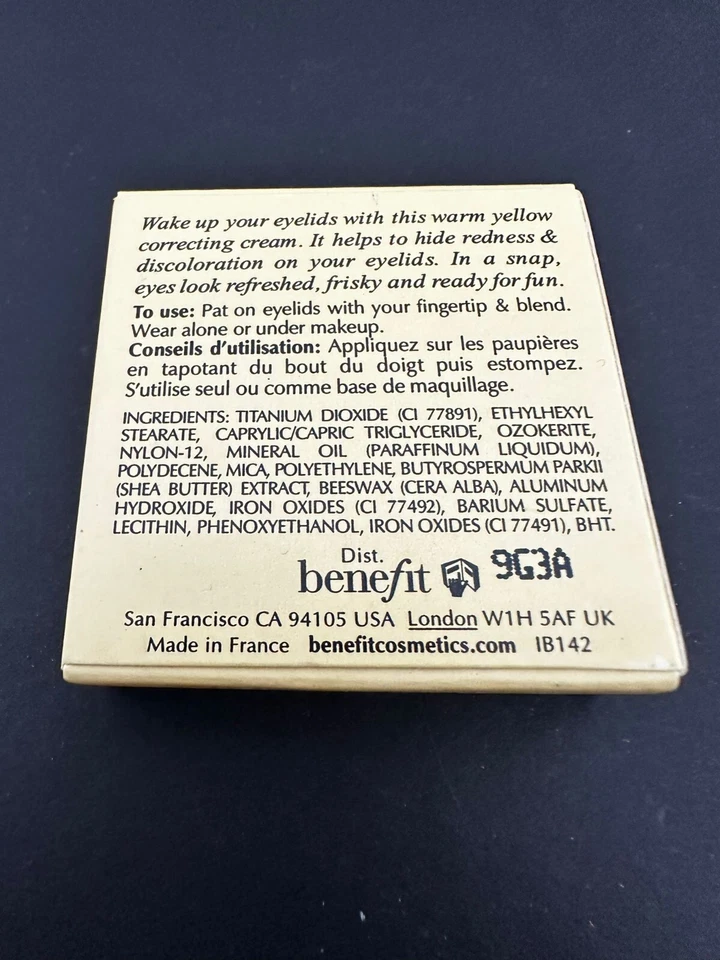 Wake up your eyelids with this warm yellow
correcting cream. It helps to hide redness &
discoloration on your eyelids. In a snap,
eyes look refreshed, frisky and ready for fun.
To use: Pat on eyelids with your fingertip & blend.
Wear alone or under makeup.
Conseils d'utilisation: Appliquez sur les paupières
en tapotant du bout du doigt puis estompez.
S'utilise seul ou comme base de maquillage.
INGREDIENTS: TITANIUM DIOXIDE (CI 77891), ETHYLHEXYL
STEARATE, CAPRYLIC/CAPRIC TRIGLYCERIDE, OZOKERITE,
NYLON-12, MINERAL OIL (PARAFFINUM LIQUIDUM),
POLYDECENE, MICA, POLYETHYLENE, BUTYROSPERMUM PARKII
(SHEA BUTTER) EXTRACT, BEESWAX (CERA ALBA), ALUMINUM
HYDROXIDE, IRON OXIDES (CI 77492), BARIUM SULFATE,
LECITHIN, PHENOXYETHANOL, IRON OXIDES (CI 77491), BHT.
Dist.
benefit 9G3A
San Francisco CA 94105 USA London W1H 5AF UK
Made in France benefitcosmetics.com IB142